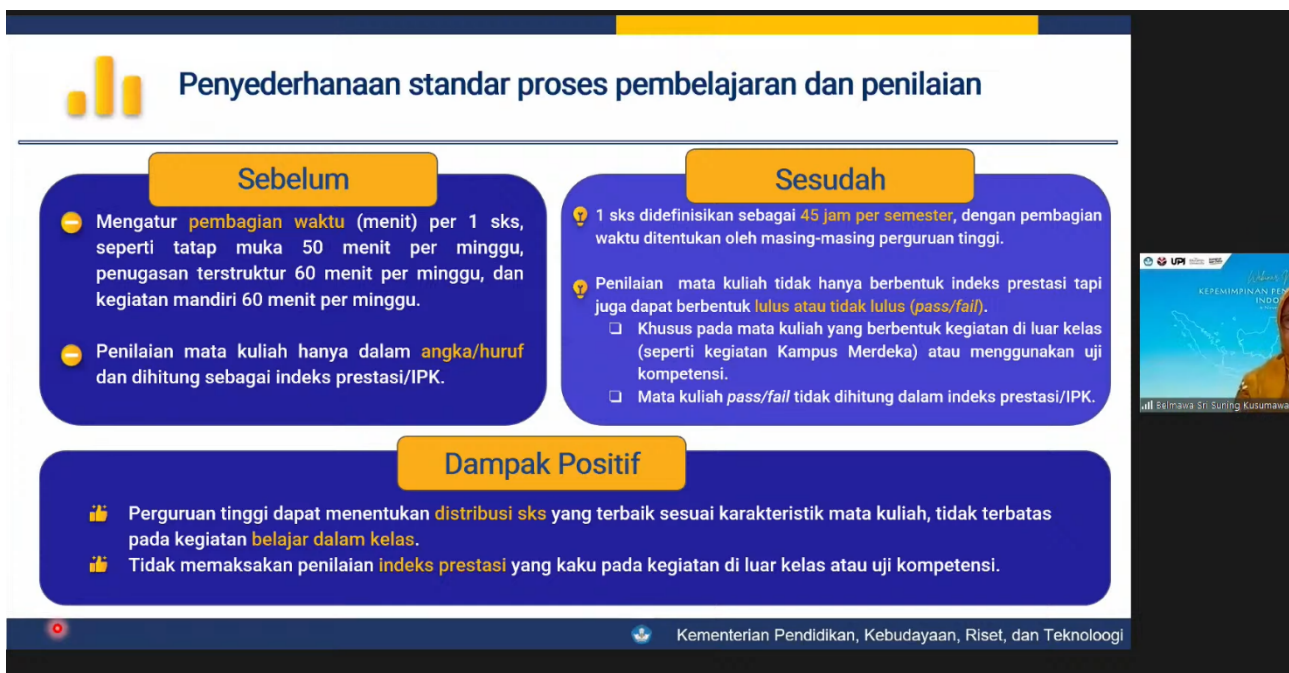 Penyederhanaan standar proses pembelajaran dan penilaian
Sebelum
Mengatur pembagian waktu (menit) per 1 sks,
seperti tatap muka 50 menit per minggu,
penugasan terstruktur 60 menit per minggu, dan
kegiatan mandiri 60 menit per minggu.
Penilaian mata kuliah hanya dalam angka/huruf
dan dihitung sebagai indeks prestasi/IPK.
Sesudah
1 sks didefinisikan sebagai 45 jam per semester, dengan pembagian
waktu ditentukan oleh masing-masing perguruan tinggi.
Penilaian mata kuliah tidak hanya berbentuk indeks prestasi tapi
juga dapat berbentuk lulus atau tidak lulus (pass/fail).
Khusus pada mata kuliah yang berbentuk kegiatan di luar kelas
(seperti kegiatan Kampus Merdeka) atau menggunakan uji
kompetensi.
Mata kuliah pass/fail tidak dihitung dalam indeks prestasi/IPK.
Dampak Positif
Perguruan tinggi dapat menentukan distribusi sks yang terbaik sesuai karakteristik mata kuliah, tidak terbatas
pada kegiatan belajar dalam kelas.
Tidak memaksakan penilaian indeks prestasi yang kaku pada kegiatan di luar kelas atau uji kompetensi.
Kementerian Pendidikan, Kebudayaan, Riset, dan Teknoloogi
UPI
KEPEMIMPINAN PEN
INDO
Belmawa Sri Suning Kusumawa